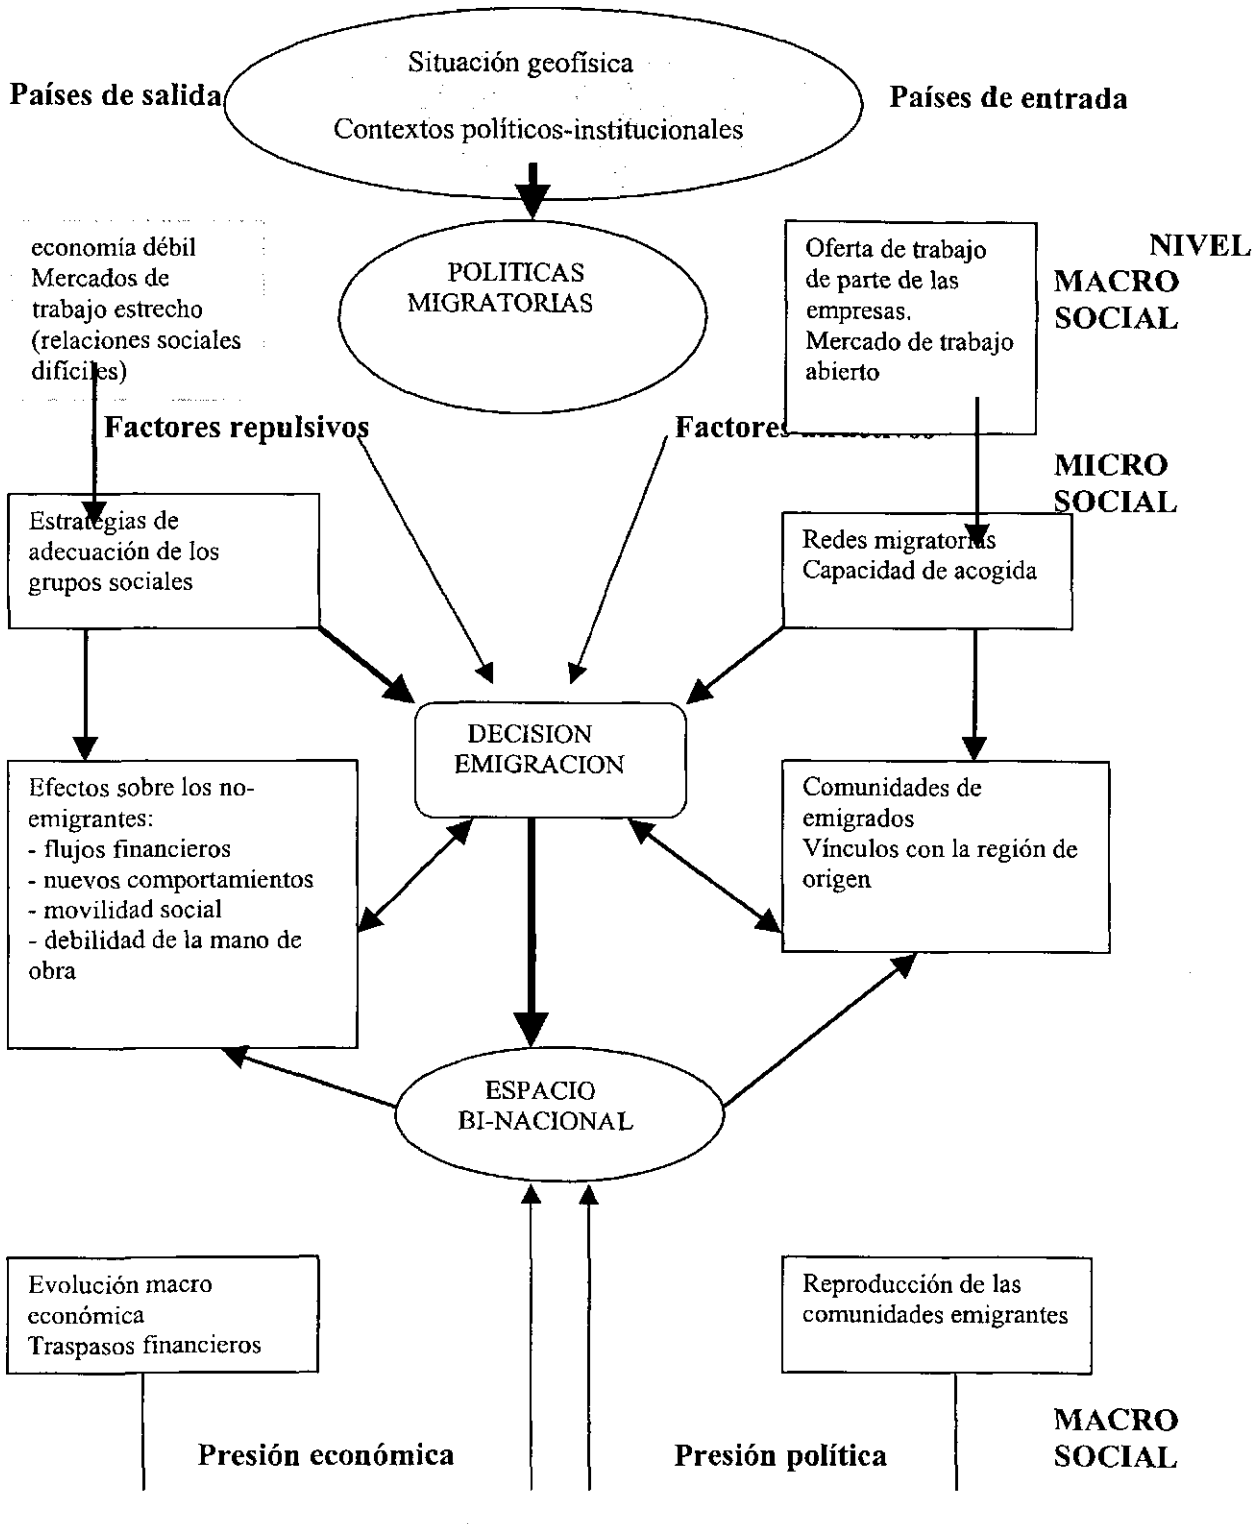 Situación geofísica
Países de salida
Países de entrada
Contextos políticos-institucionales
economía débil
Mercados de
trabajo estrecho
(relaciones sociales
difíciles)
POLITICAS
MIGRATORIAS
Oferta de trabajo
de parte de las
empresas.
Mercado de trabajo
abierto
NIVEL
MACRO
SOCIAL
Factores repulsivos
Factores
MICRO
SOCIAL
Estrategias de
adecuación de los
grupos sociales
Redes migratorias
Capacidad de acogida
DECISION
EMIGRACION
Efectos sobre los no-
emigrantes:
- flujos financieros
- nuevos comportamientos
- movilidad social
- debilidad de la mano de
obra
Comunidades de
emigrados
Vínculos con la región de
origen
ESPACIO
BI-NACIONAL
Evolución macro
económica
Traspasos financieros
Reproducción de las
comunidades emigrantes
Presión económica
Presión política
MACRO
SOCIAL